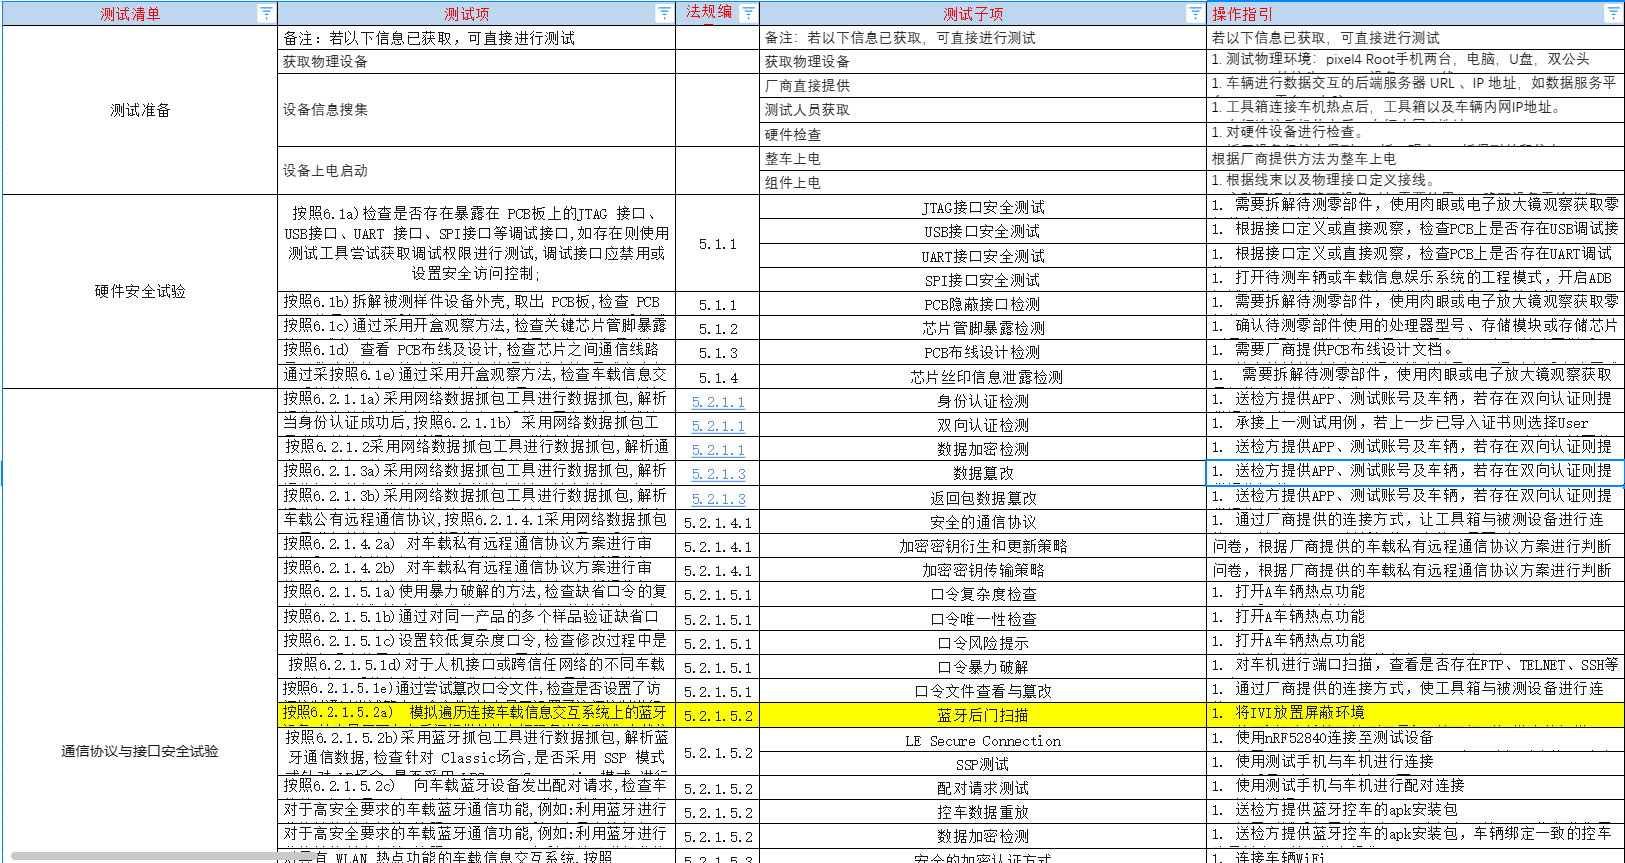 测试清单 测试项 法规编 测试子项 操作指引
测试准备
备注：若以下信息已获取，可直接进行测试 备注：若以下信息已获取，可直接进行测试 若以下信息已获取，可直接进行测试
获取物理设备 获取物理设备 1. 测试物理环境：pixel4 Root手机两台，电脑，U盘，双公头
设备信息搜集
厂商直接提供 1. 车辆进行数据交互的后端服务器 URL 、IP 地址，如数据服务平
测试人员获取 1. 工具箱连接车机热点后，工具箱以及车辆内网IP地址。
硬件检查 1. 对硬件设备进行检查。
设备上电启动
整车上电 根据厂商提供方法为整车上电
组件上电 1. 根据线束以及物理接口定义接线。
硬件安全试验
按照6.1a)检查是否存在暴露在 PCB板上的JTAG 接口、
USB接口、UART 接口、SPI接口等调试接口,如存在则使用
测试工具尝试获取调试权限进行测试,调试接口应禁用或
设置安全访问控制;
5.1.1
JTAG接口安全测试 1. 需要拆解待测零部件，使用肉眼或电子放大镜观察获取零
USB接口安全测试 1. 根据接口定义或直接观察，检查PCB上是否存在USB调试接
UART接口安全测试 1. 根据接口定义或直接观察，检查PCB上是否存在UART调试
SPI接口安全测试 1. 打开待测车辆或车载信息娱乐系统的工程模式，开启ADB
按照6.1b)拆解被测样件设备外壳,取出 PCB板,检查 PCB 5.1.1 PCB隐蔽接口检测 1. 需要拆解待测零部件，使用肉眼或电子放大镜观察获取零
按照6.1c)通过采用开盒观察方法,检查关键芯片管脚暴露 5.1.2 芯片管脚暴露检测 1. 确认待测零部件使用的处理器型号、存储模块或存储芯片
按照6.1d) 查看 PCB布线及设计,检查芯片之间通信线路 5.1.3 PCB布线设计检测 1. 需要厂商提供PCB布线设计文档。
通过采按照6.1e)通过采用开盒观察方法,检查车载信息交 5.1.4 芯片丝印信息泄露检测 1. 需要拆解待测零部件，使用肉眼或电子放大镜观察获取
通信协议与接口安全试验
按照6.2.1.1a)采用网络数据抓包工具进行数据抓包,解析 5.2.1.1 身份认证检测 1. 送检方提供APP、测试账号及车辆，若存在双向认证则提
当身份认证成功后,按照6.2.1.1b) 采用网络数据抓包工 5.2.1.1 双向认证检测 1. 承接上一测试用例，若上一步已导入证书则选择User
按照6.2.1.2采用网络数据抓包工具进行数据抓包,解析通 5.2.1.1 数据加密检测 1. 送检方提供APP、测试账号及车辆，若存在双向认证则提
按照6.2.1.3a)采用网络数据抓包工具进行数据抓包,解析 5.2.1.3 数据篡改 1. 送检方提供APP、测试账号及车辆，若存在双向认证则提
按照6.2.1.3b)采用网络数据抓包工具进行数据抓包,解析 5.2.1.3 返回包数据篡改 1. 送检方提供APP、测试账号及车辆，若存在双向认证则提
车载公有远程通信协议,按照6.2.1.4.1采用网络数据抓包 5.2.1.4.1 安全的通信协议 1. 通过厂商提供的连接方式，让工具箱与被测设备进行连
按照6.2.1.4.2a) 对车载私有远程通信协议方案进行审 5.2.1.4.1 加密密钥衍生和更新策略 问卷，根据厂商提供的车载私有远程通信协议方案进行判断
按照6.2.1.4.2b) 对车载私有远程通信协议方案进行审 5.2.1.4.1 加密密钥传输策略 问卷，根据厂商提供的车载私有远程通信协议方案进行判断
按照6.2.1.5.1a)使用暴力破解的方法,检查缺省口令的复 5.2.1.5.1 口令复杂度检查 1. 打开A车辆热点功能
按照6.2.1.5.1b)通过对同一产品的多个样品验证缺省口 5.2.1.5.1 口令唯一性检查 1. 打开A车辆热点功能
按照6.2.1.5.1c)设置较低复杂度口令,检查修改过程中是 5.2.1.5.1 口令风险提示 1. 打开A车辆热点功能
按照6.2.1.5.1d)对于人机接口或跨信任网络的不同车载 5.2.1.5.1 口令暴力破解 1. 对车机进行端口扫描，查看是否存在FTP、TELNET、SSH等
按照6.2.1.5.1e)通过尝试篡改口令文件,检查是否设置了访 5.2.1.5.1 口令文件查看与篡改 1. 通过厂商提供的连接方式，使工具箱与被测设备进行连
按照6.2.1.5.2a) 模拟遍历连接车载信息交互系统上的蓝牙 5.2.1.5.2 蓝牙后门扫描 1. 将IVI放置屏蔽环境
按照6.2.1.5.2b)采用蓝牙抓包工具进行数据抓包,解析蓝
牙通信数据,检查针对 Classic场合,是否采用 SSP 模式
5.2.1.5.2
LE Secure Connection 1. 使用nRF52840连接至测试设备
SSP测试 1. 使用测试手机与车机进行连接
按照6.2.1.5.2c) 向车载蓝牙设备发出配对请求,检查车 5.2.1.5.2 配对请求测试 1. 使用测试手机与车机进行配对连接
对于高安全要求的车载蓝牙通信功能,例如:利用蓝牙进行 5.2.1.5.2 控车数据重放 1. 送检方提供蓝牙控车的apk安装包
对于高安全要求的车载蓝牙通信功能,例如:利用蓝牙进行 5.2.1.5.2 数据加密检测 1. 送检方提供蓝牙控车的apk安装包，车辆绑定一致的控车
对具有 WLAN 热点功能的车载信息交互系统,按照 5.2.1.5.3 安全的加密认证方式 1. 连接车辆WiFi